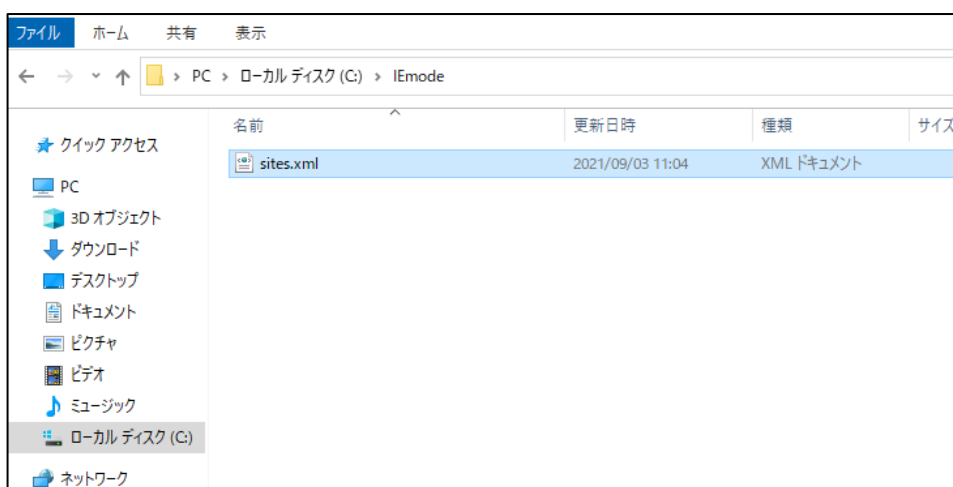 ファイル ホーム 共有 表示
PC › ローカル ディスク (C:) › IEmode
名前 更新日時 種類 サイズ
sites.xml 2021/09/03 11:04 XML ドキュメント
クイック アクセス
PC
3D オブジェクト
ダウンロード
デスクトップ
ドキュメント
ピクチャ
ビデオ
ミュージック
ローカル ディスク (C:)
ネットワーク